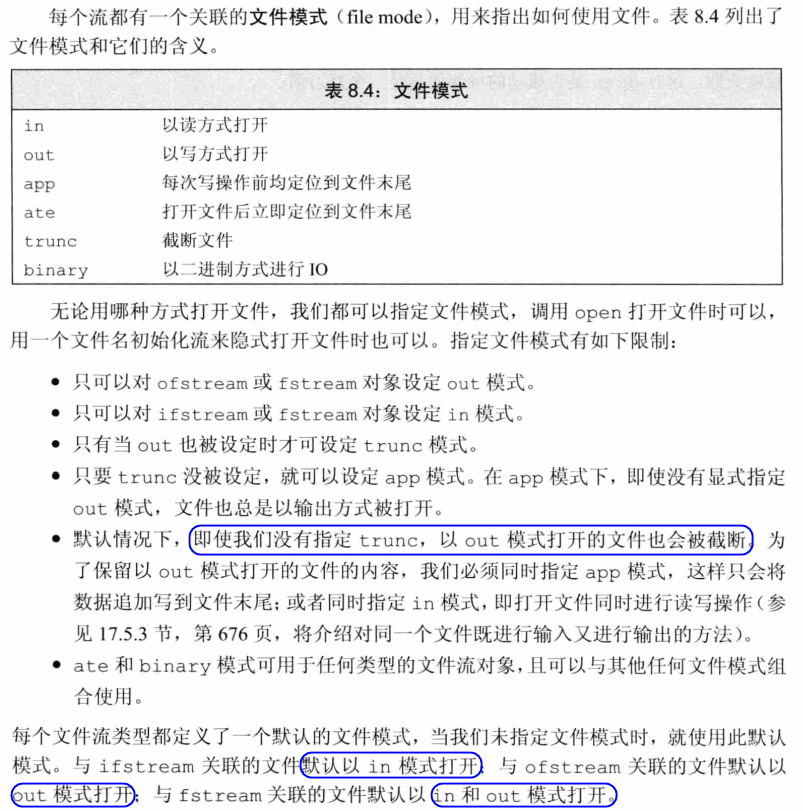 每个流都有一个关联的文件模式（file mode），用来指出如何使用文件。表 8.4 列出了
文件模式和它们的含义。
表 8.4：文件模式
in 以读方式打开
out 以写方式打开
app 每次写操作前均定位到文件末尾
ate 打开文件后立即定位到文件末尾
trunc 截断文件
binary 以二进制方式进行 IO
无论用哪种方式打开文件，我们都可以指定文件模式，调用 open 打开文件时可以，
用一个文件名初始化流来隐式打开文件时也可以。指定文件模式有如下限制：
● 只可以对 ofstream 或 fstream 对象设定 out 模式。
● 只可以对 ifstream 或 fstream 对象设定 in 模式。
● 只有当 out 也被设定时才可设定 trunc 模式。
● 只要 trunc 没被设定，就可以设定 app 模式。在 app 模式下，即使没有显式指定
out 模式，文件也总是以输出方式被打开。
● 默认情况下，即使我们没有指定 trunc，以 out 模式打开的文件也会被截断。为
了保留以 out 模式打开的文件的内容，我们必须同时指定 app 模式，这样只会将
数据追加写到文件末尾；或者同时指定 in 模式，即打开文件同时进行读写操作（参
见 17.5.3 节，第 676 页，将介绍对同一个文件既进行输入又进行输出的方法）。
● ate 和 binary 模式可用于任何类型的文件流对象，且可以与其他任何文件模式组
合使用。
每个文件流类型都定义了一个默认的文件模式，当我们未指定文件模式时，就使用此默认
模式。与 ifstream 关联的文件默认以 in 模式打开；与 ofstream 关联的文件默认以
out 模式打开；与 fstream 关联的文件默认以 in 和 out 模式打开。